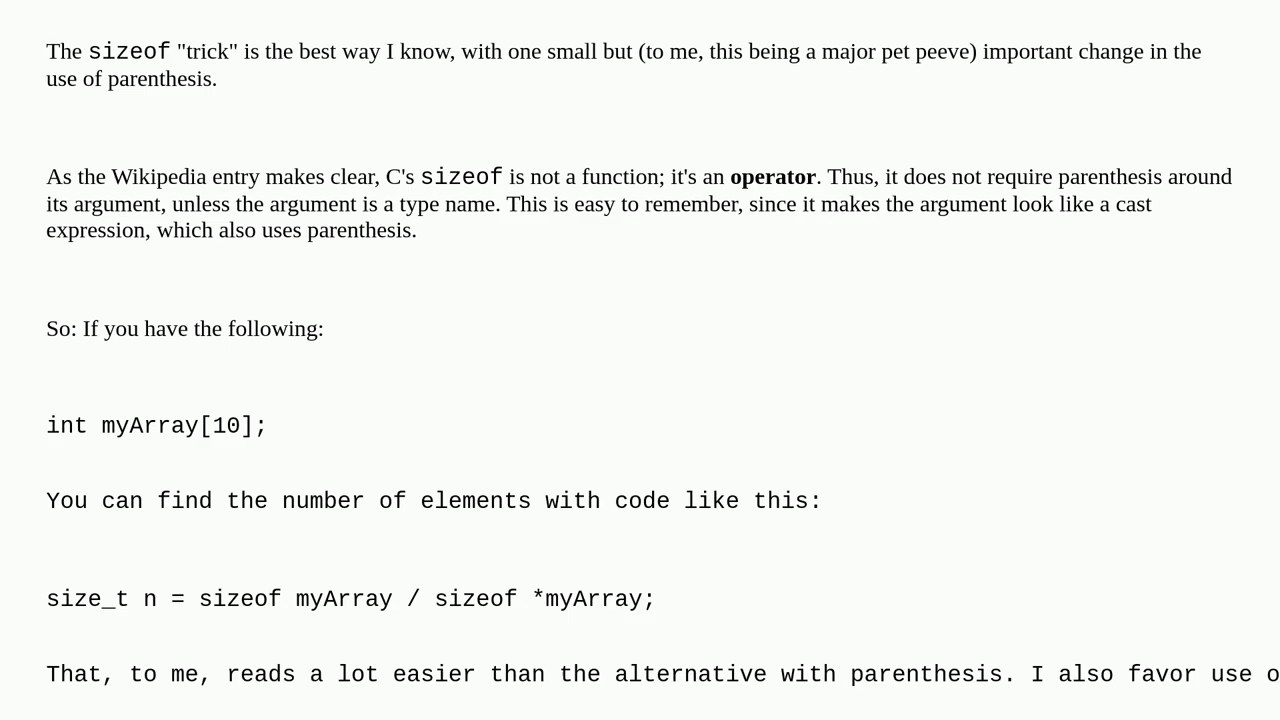 The sizeof "trick" is the best way I know, with one small but (to me, this being a major pet peeve) important change in the
use of parenthesis.
As the Wikipedia entry makes clear, C's sizeof is not a function; it's an operator. Thus, it does not require parenthesis around
its argument, unless the argument is a type name. This is easy to remember, since it makes the argument look like a cast
expression, which also uses parenthesis.
So: If you have the following:
int myArray[10];
You can find the number of elements with code like this:
size_t n = sizeof myArray / sizeof *myArray;
That, to me, reads a lot easier than the alternative with parenthesis. I also favor use